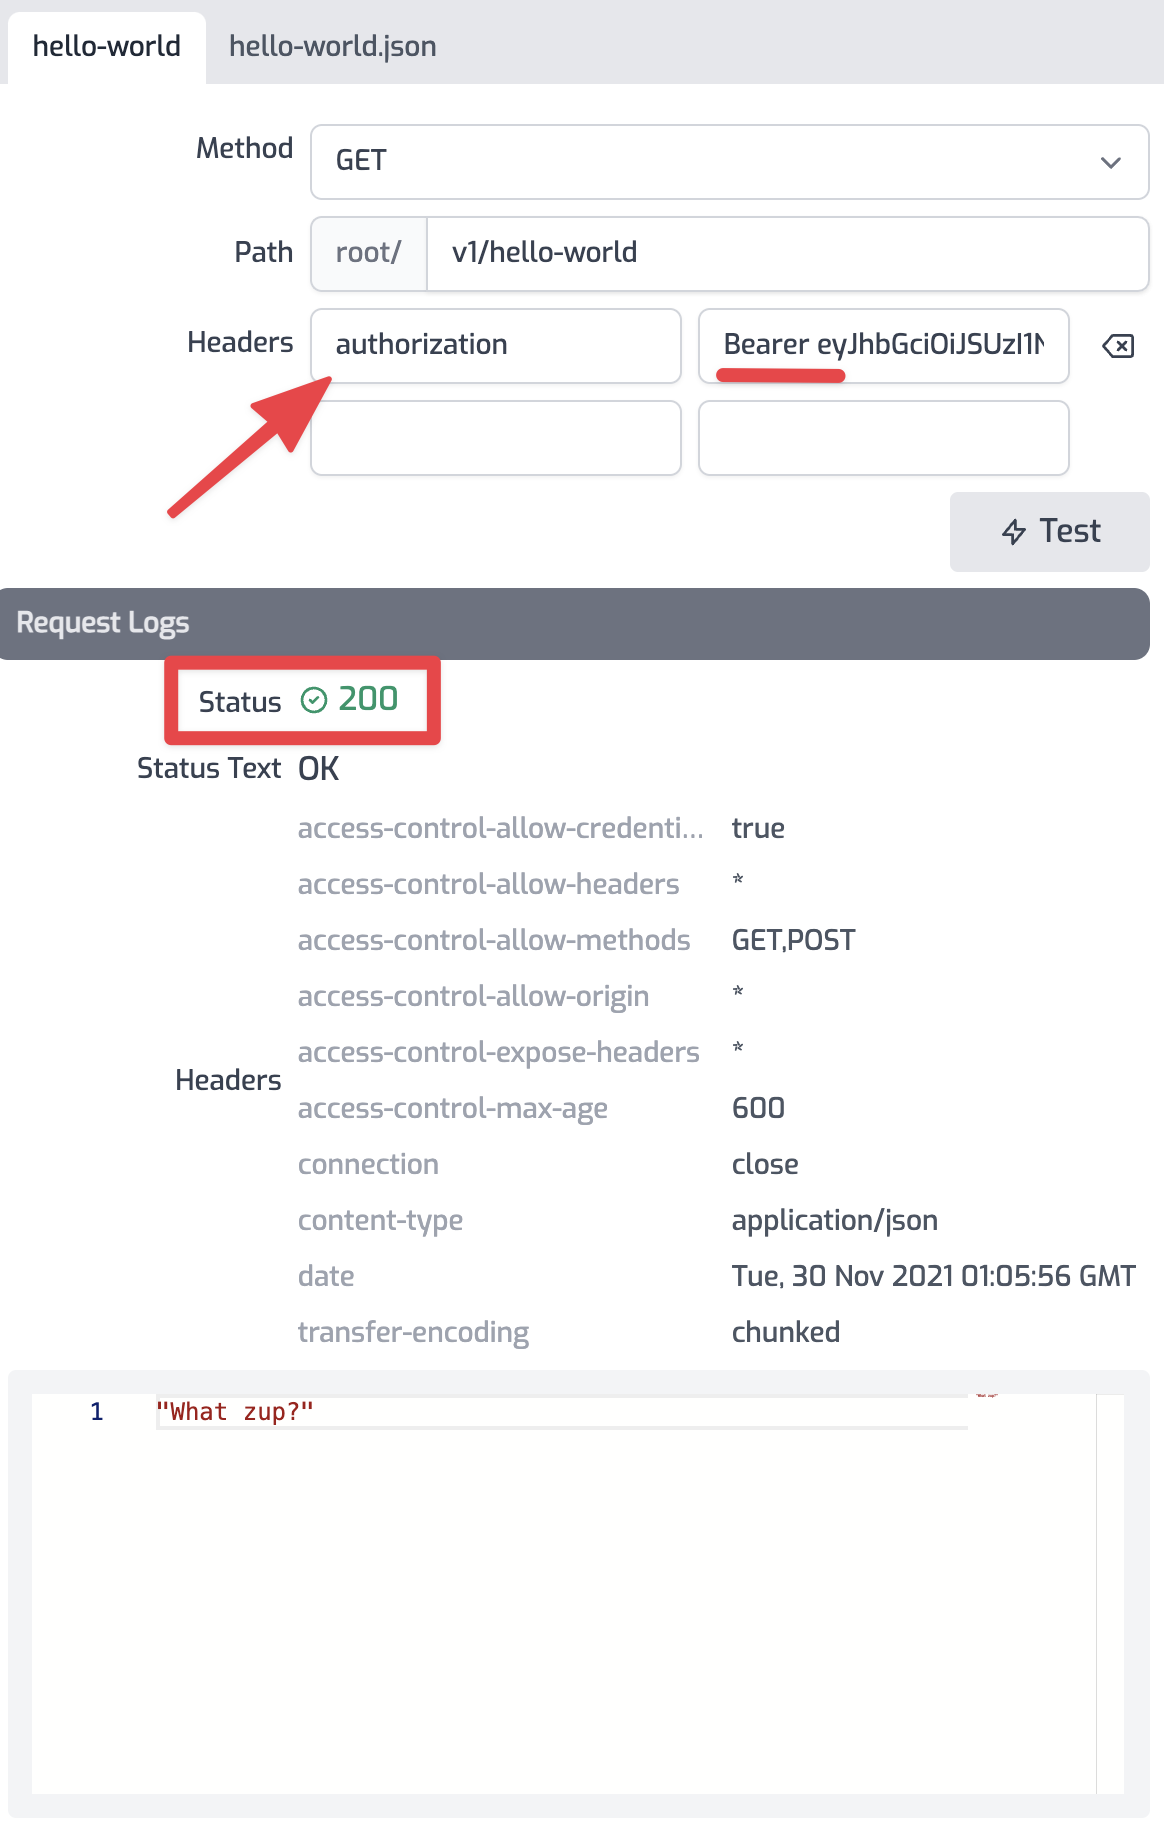 hello-world hello-world.json
Method GET
Path root/ v1/hello-world
Headers authorization Bearer eyJhbGciOiJSUzI1N
Test
Request Logs
Status 200
Status Text OK
access-control-allow-credenti... true
access-control-allow-headers *
access-control-allow-methods GET,POST
access-control-allow-origin *
access-control-expose-headers *
Headers
access-control-max-age 600
connection close
content-type application/json
date Tue, 30 Nov 2021 01:05:56 GMT
transfer-encoding chunked
1 "What zup?"
"What zup?"